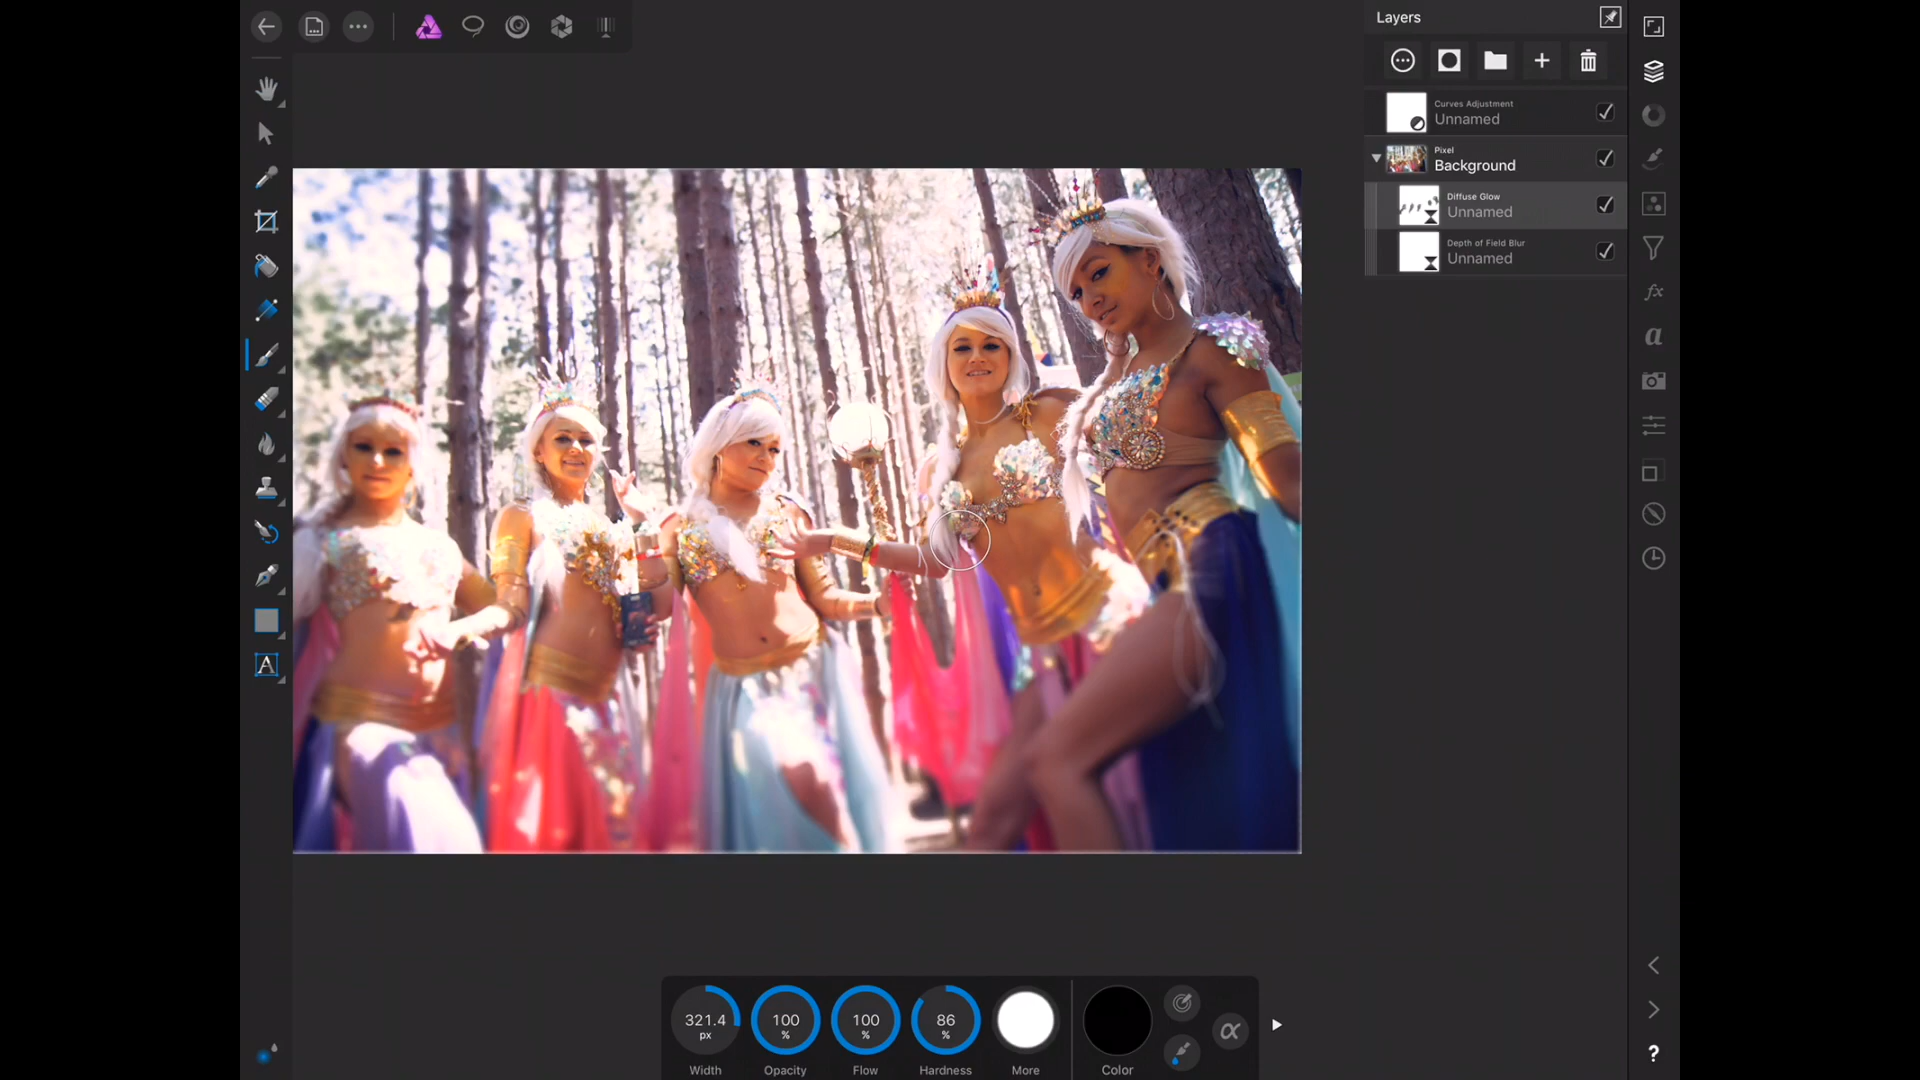 Layers
Curves Adjustment
Unnamed
Pixel
Background
Diffuse Glow
Unnamed
Depth of Field Blur
Unnamed
fx
a
A
321.4
px
100
%
100
%
86
%
α
Width
Opacity
Flow
Hardness
More
Color
?